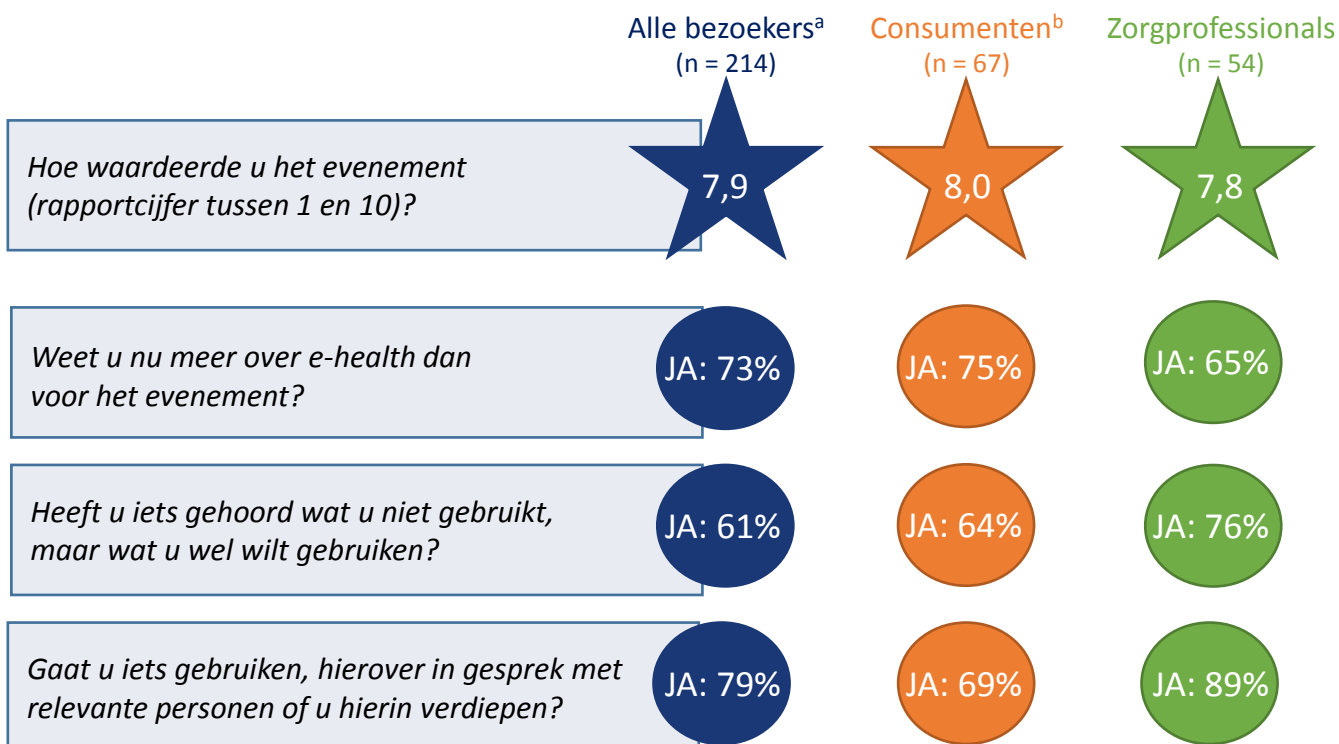 Alle bezoekersᵃ
(n = 214)
Consumentenᵇ
(n = 67)
Zorgprofessionals
(n = 54)
Hoe waardeerde u het evenement
(rapportcijfer tussen 1 en 10)?
7,9
8,0
7,8
Weet u nu meer over e-health dan
voor het evenement?
JA: 73%
JA: 75%
JA: 65%
Heeft u iets gehoord wat u niet gebruikt,
maar wat u wel wilt gebruiken?
JA: 61%
JA: 64%
JA: 76%
Gaat u iets gebruiken, hierover in gesprek met
relevante personen of u hierin verdiepen?
JA: 79%
JA: 69%
JA: 89%